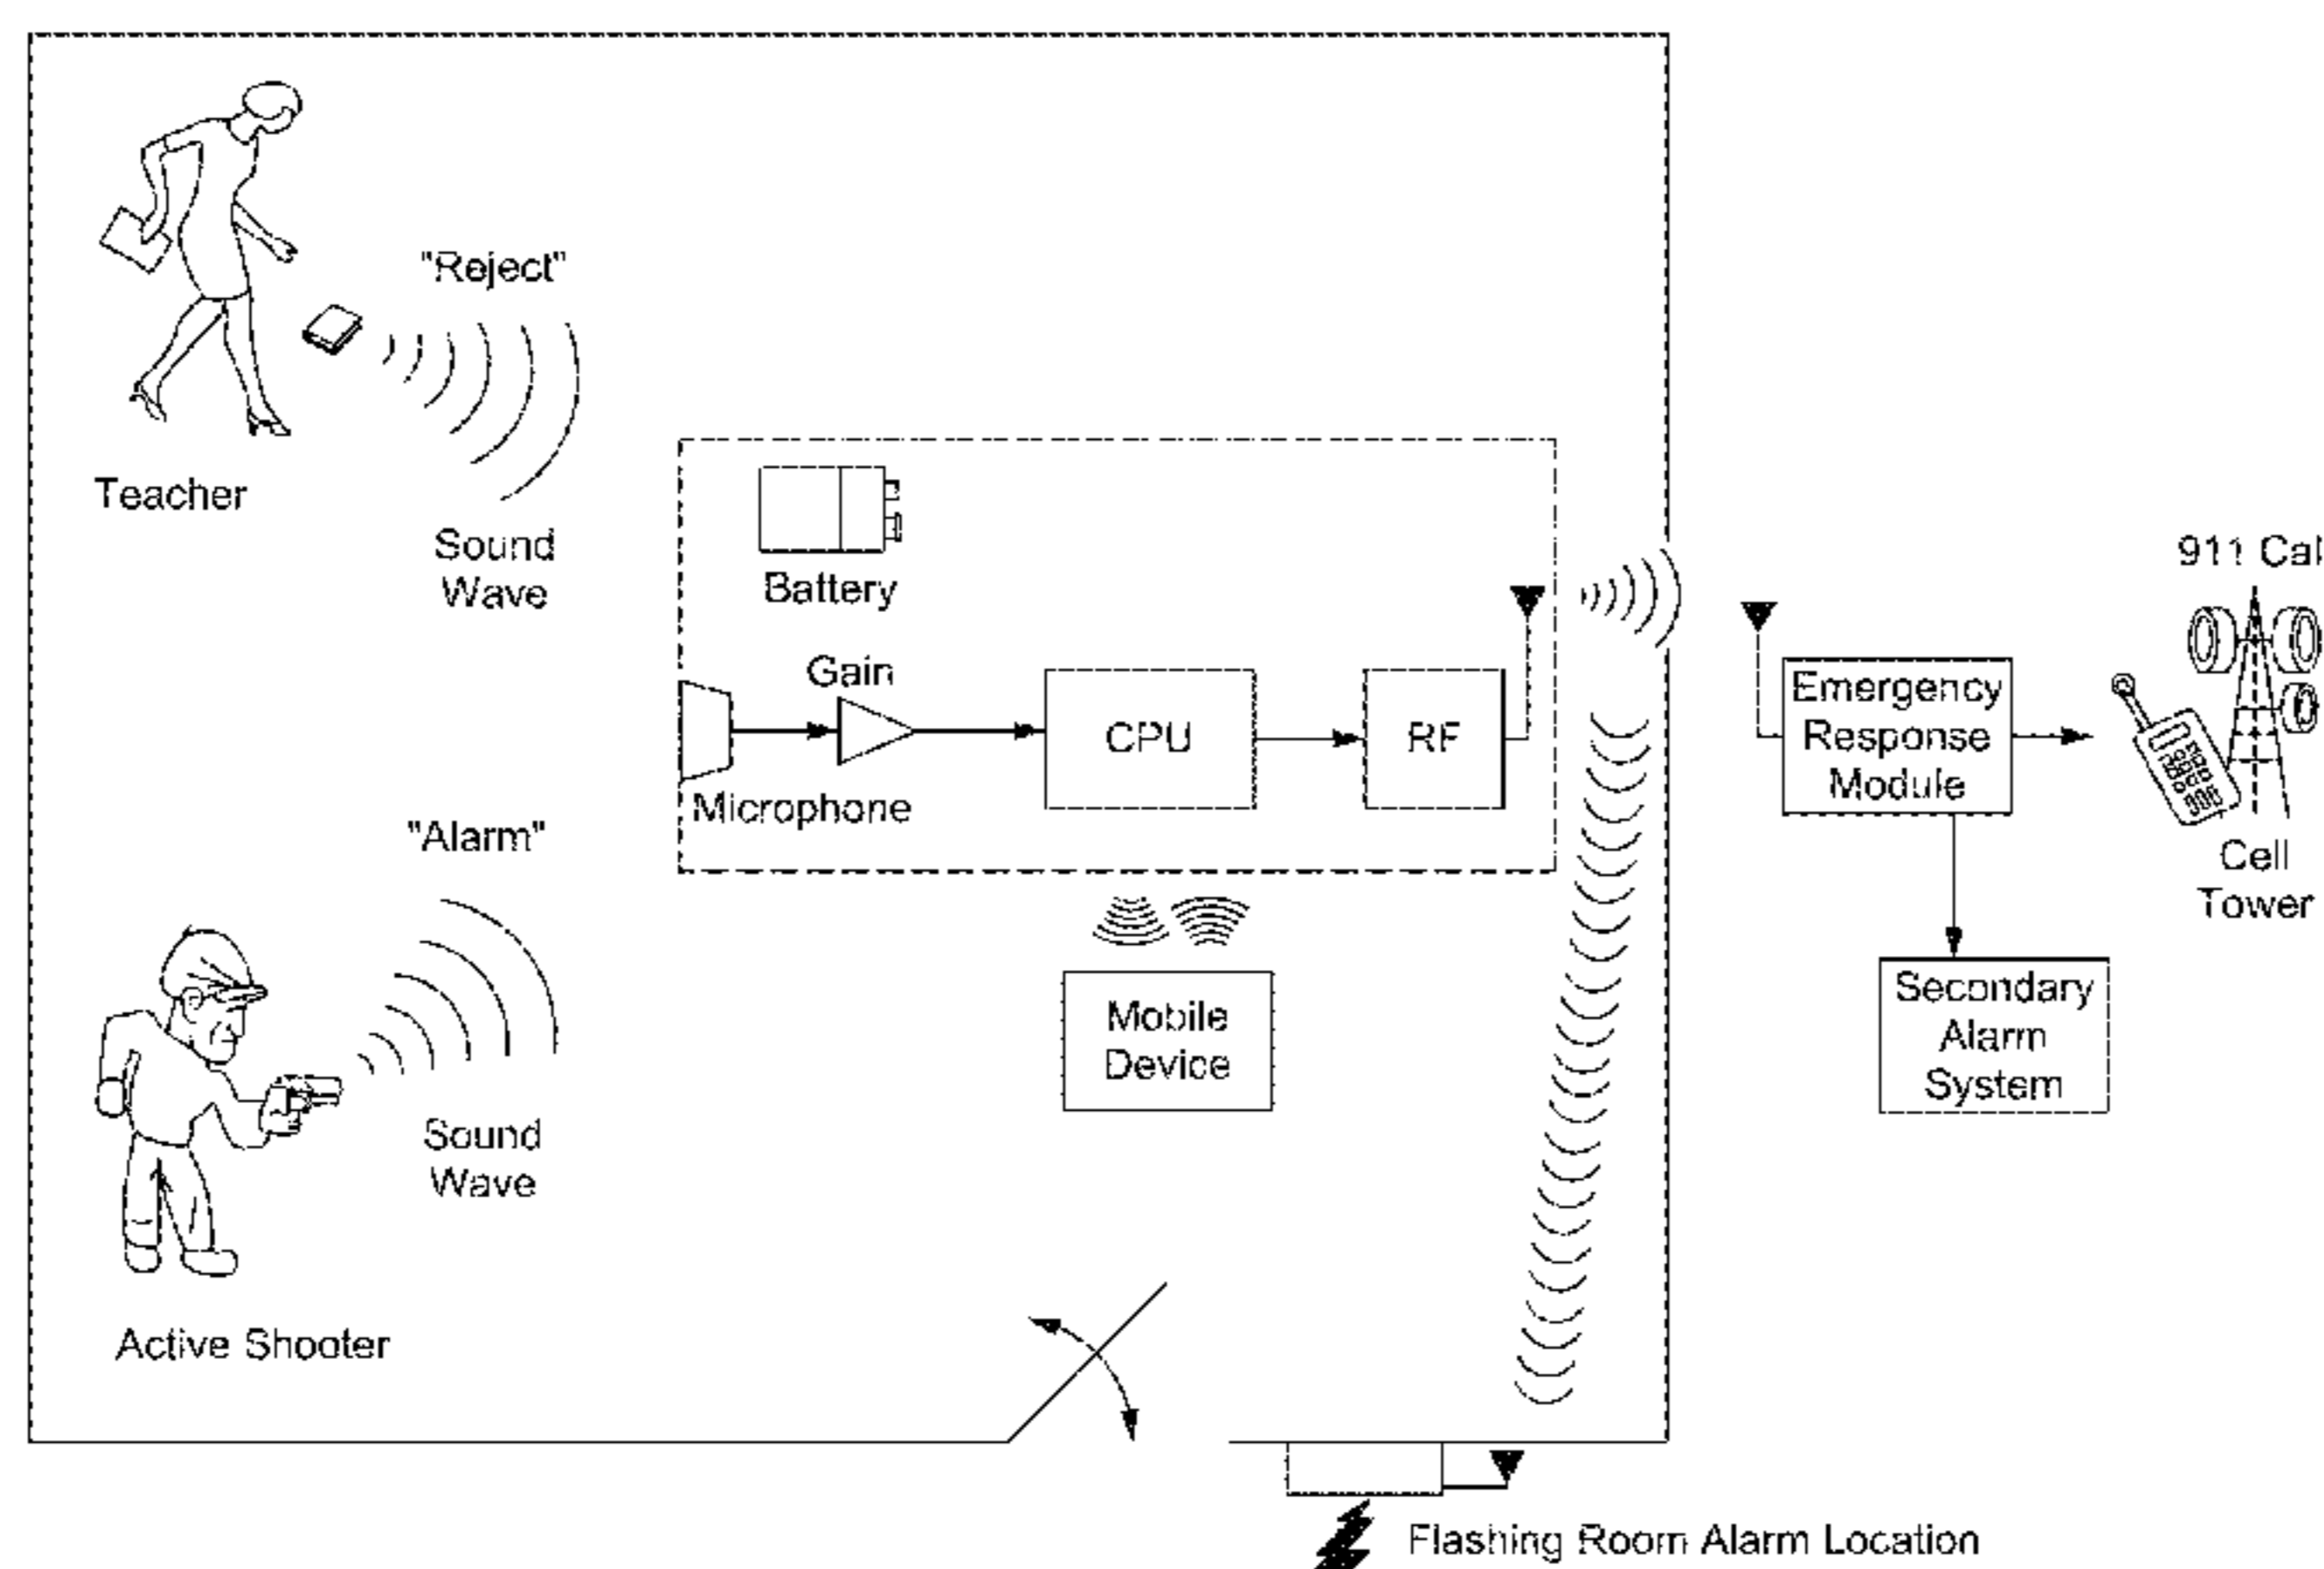 "Reject"
Teacher
Sound
Wave
Battery
Gain
CPU
RF
Microphone
"Alarm"
Sound
Wave
Active Shooter
Mobile
Device
Emergency
Response
Module
911 Cal
Cell
Tower
Secondary
Alarm
System
Flashing Room Alarm Location